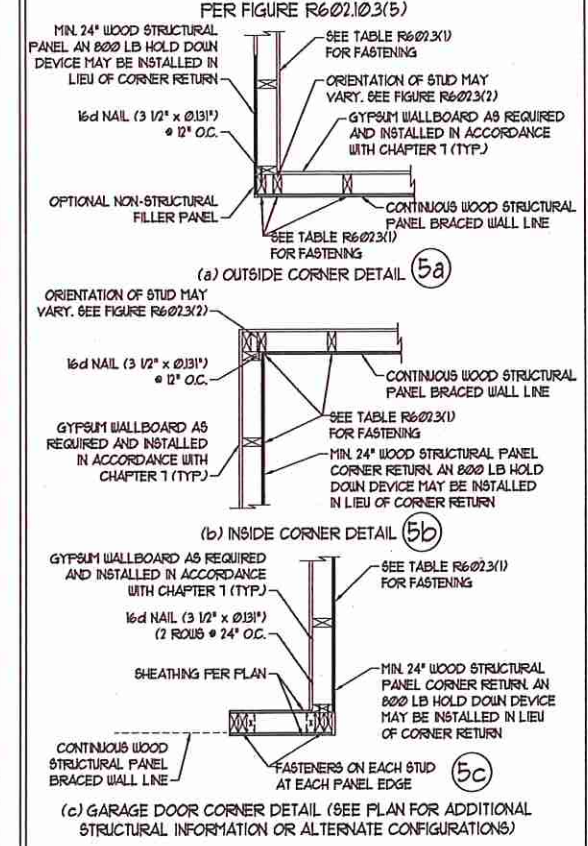 PER FIGURE R602.10.3(5)
MIN. 24" WOOD STRUCTURAL
PANEL AN 800 LB HOLD DOWN
DEVICE MAY BE INSTALLED IN
LIEU OF CORNER RETURN
SEE TABLE R602.3(1)
FOR FASTENING
ORIENTATION OF STUD MAY
VARY. SEE FIGURE R602.3(2)
16d NAIL (3 1/2" x 0.131")
@ 12" O.C.
GYPSUM WALLBOARD AS REQUIRED
AND INSTALLED IN ACCORDANCE
WITH CHAPTER 7 (TYP.)
OPTIONAL NON-STRUCTURAL
FILLER PANEL
CONTINUOUS WOOD STRUCTURAL
PANEL BRACED WALL LINE
SEE TABLE R602.3(1)
FOR FASTENING
(a) OUTSIDE CORNER DETAIL 5a
ORIENTATION OF STUD MAY
VARY. SEE FIGURE R602.3(2)
16d NAIL (3 1/2" x 0.131")
@ 12" O.C.
CONTINUOUS WOOD STRUCTURAL
PANEL BRACED WALL LINE
SEE TABLE R602.3(1)
FOR FASTENING
GYPSUM WALLBOARD AS
REQUIRED AND INSTALLED
IN ACCORDANCE WITH
CHAPTER 7 (TYP.)
MIN. 24" WOOD STRUCTURAL PANEL
CORNER RETURN. AN 800 LB HOLD
DOWN DEVICE MAY BE INSTALLED
IN LIEU OF CORNER RETURN
(b) INSIDE CORNER DETAIL 5b
GYPSUM WALLBOARD AS REQUIRED
AND INSTALLED IN ACCORDANCE
WITH CHAPTER 7 (TYP.)
SEE TABLE R602.3(1)
FOR FASTENING
16d NAIL (3 1/2" x 0.131")
(2 ROWS @ 24" O.C.
SHEATHING PER PLAN
MIN. 24" WOOD STRUCTURAL
PANEL CORNER RETURN. AN
800 LB HOLD DOWN DEVICE
MAY BE INSTALLED IN LIEU
OF CORNER RETURN
CONTINUOUS WOOD
STRUCTURAL PANEL
BRACED WALL LINE
FASTENERS ON EACH STUD
AT EACH PANEL EDGE
5c
(c) GARAGE DOOR CORNER DETAIL (SEE PLAN FOR ADDITIONAL
STRUCTURAL INFORMATION OR ALTERNATE CONFIGURATIONS)